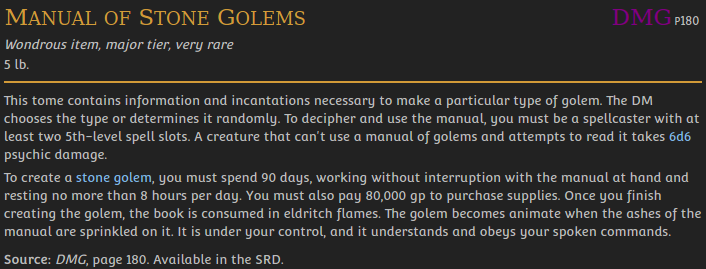 Manual of Stone Golems DMG P180
Wondrous item, major tier, very rare
5 lb.
This tome contains information and incantations necessary to make a particular type of golem. The DM
chooses the type or determines it randomly. To decipher and use the manual, you must be a spellcaster with at
least two 5th-level spell slots. A creature that can't use a manual of golems and attempts to read it takes 6d6
psychic damage.
To create a stone golem, you must spend 90 days, working without interruption with the manual at hand and
resting no more than 8 hours per day. You must also pay 80,000 gp to purchase supplies. Once you finish
creating the golem, the book is consumed in eldritch flames. The golem becomes animate when the ashes of the
manual are sprinkled on it. It is under your control, and it understands and obeys your spoken commands.
Source: DMG, page 180. Available in the SRD.